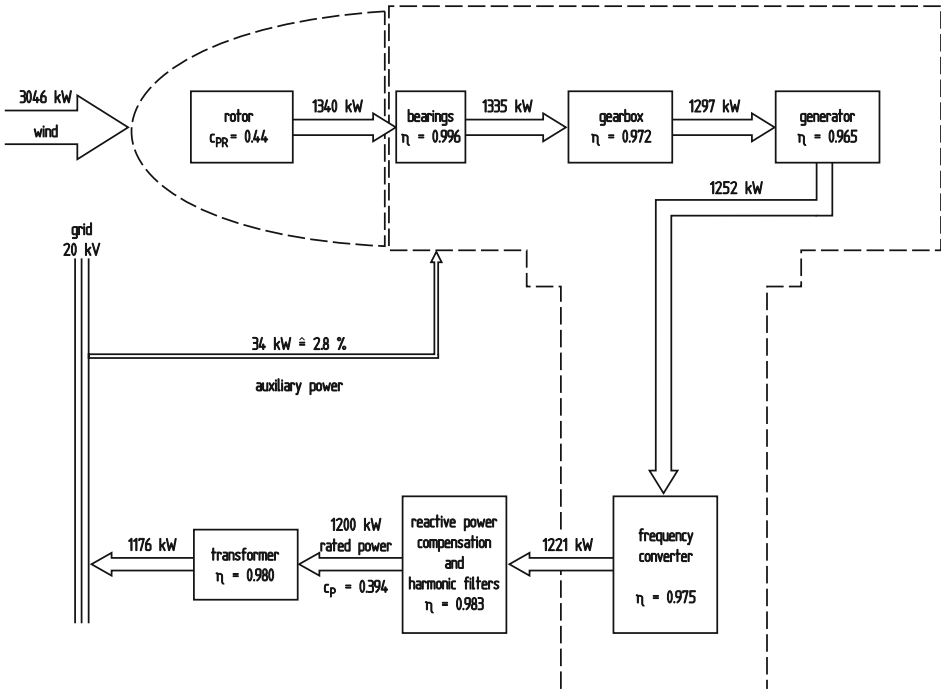 3046 kW
wind
rotor
cPR = 0.44
1340 kW
bearings
η = 0.996
1335 kW
gearbox
η = 0.972
1297 kW
generator
η = 0.965
1252 kW
grid
20 kV
34 kW ≙ 2.8 %
auxiliary power
1176 kW
transformer
η = 0.980
1200 kW
rated power
cP = 0.394
reactive power
compensation
and
harmonic filters
η = 0.983
1221 kW
frequency
converter
η = 0.975